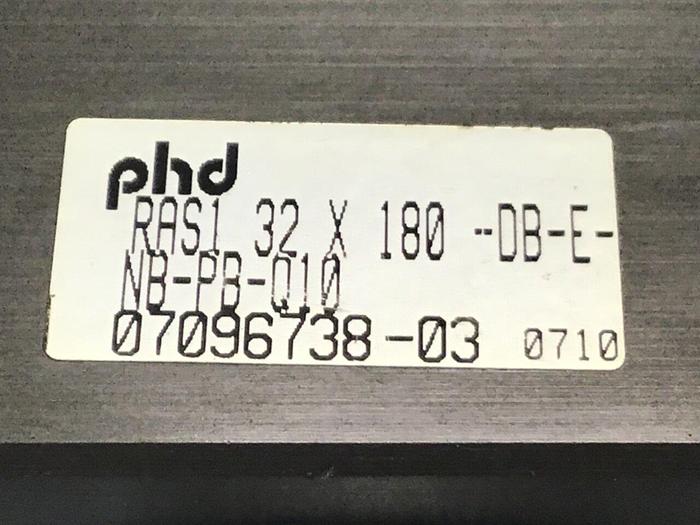 phd
RAS1 32 X 180 -DB-E-
NB-PB-Q10
07096738-03 0710